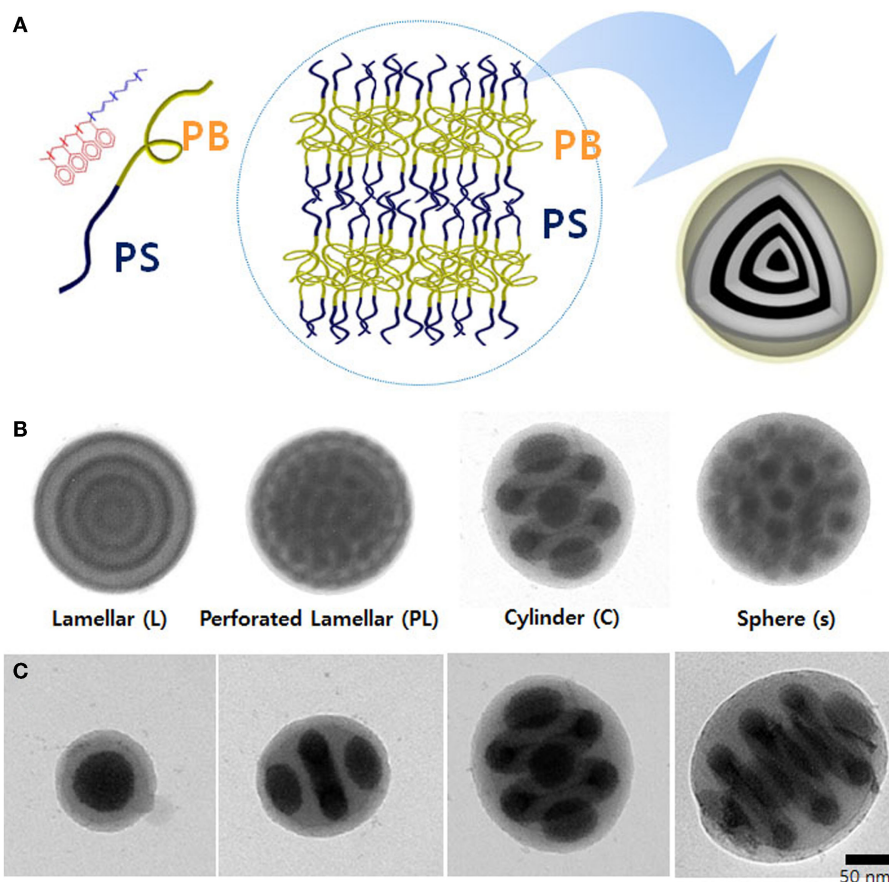 A
PB
PS
PB
PS
B
Lamellar (L)
Perforated Lamellar (PL)
Cylinder (C)
Sphere (s)
C
50 nm